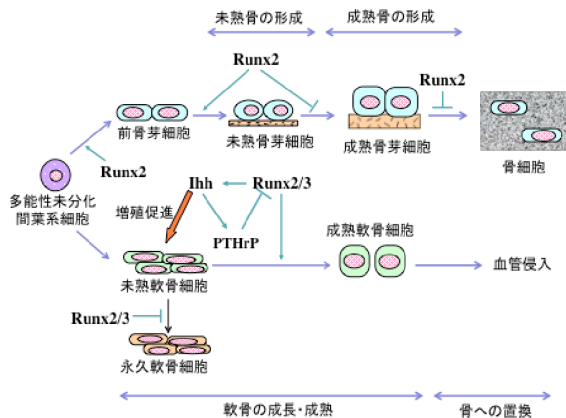 未熟骨の形成 成熟骨の形成
Runx2
Runx2
前骨芽細胞
未熟骨芽細胞
成熟骨芽細胞
骨細胞
Runx2
多能性未分化
間葉系細胞
Ihh
Runx2/3
増殖促進
PTHrP
成熟軟骨細胞
未熟軟骨細胞
血管侵入
Runx2/3
永久軟骨細胞
軟骨の成長・成熟
骨への置換